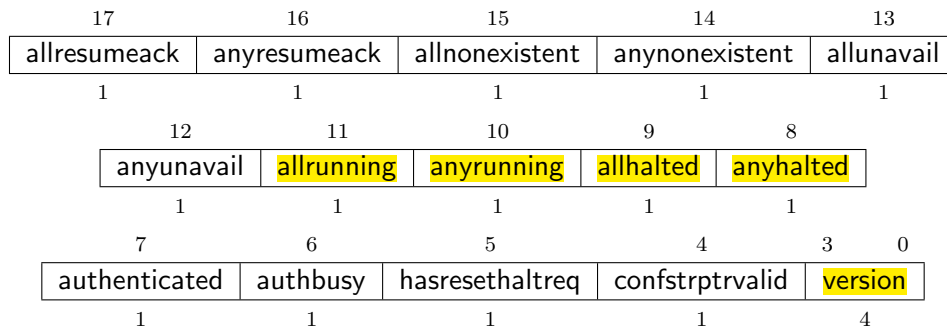 17 16 15 14 13
allresumeack anyresumeack allnonexistent anynonexistent allunavail
1 1 1 1 1
12 11 10 9 8
anyunavail allrunning anyrunning allhalted anyhalted
1 1 1 1 1
7 6 5 4 3 0
authenticated authbusy hasresethaltreq confstrptrvalid version
1 1 1 1 4